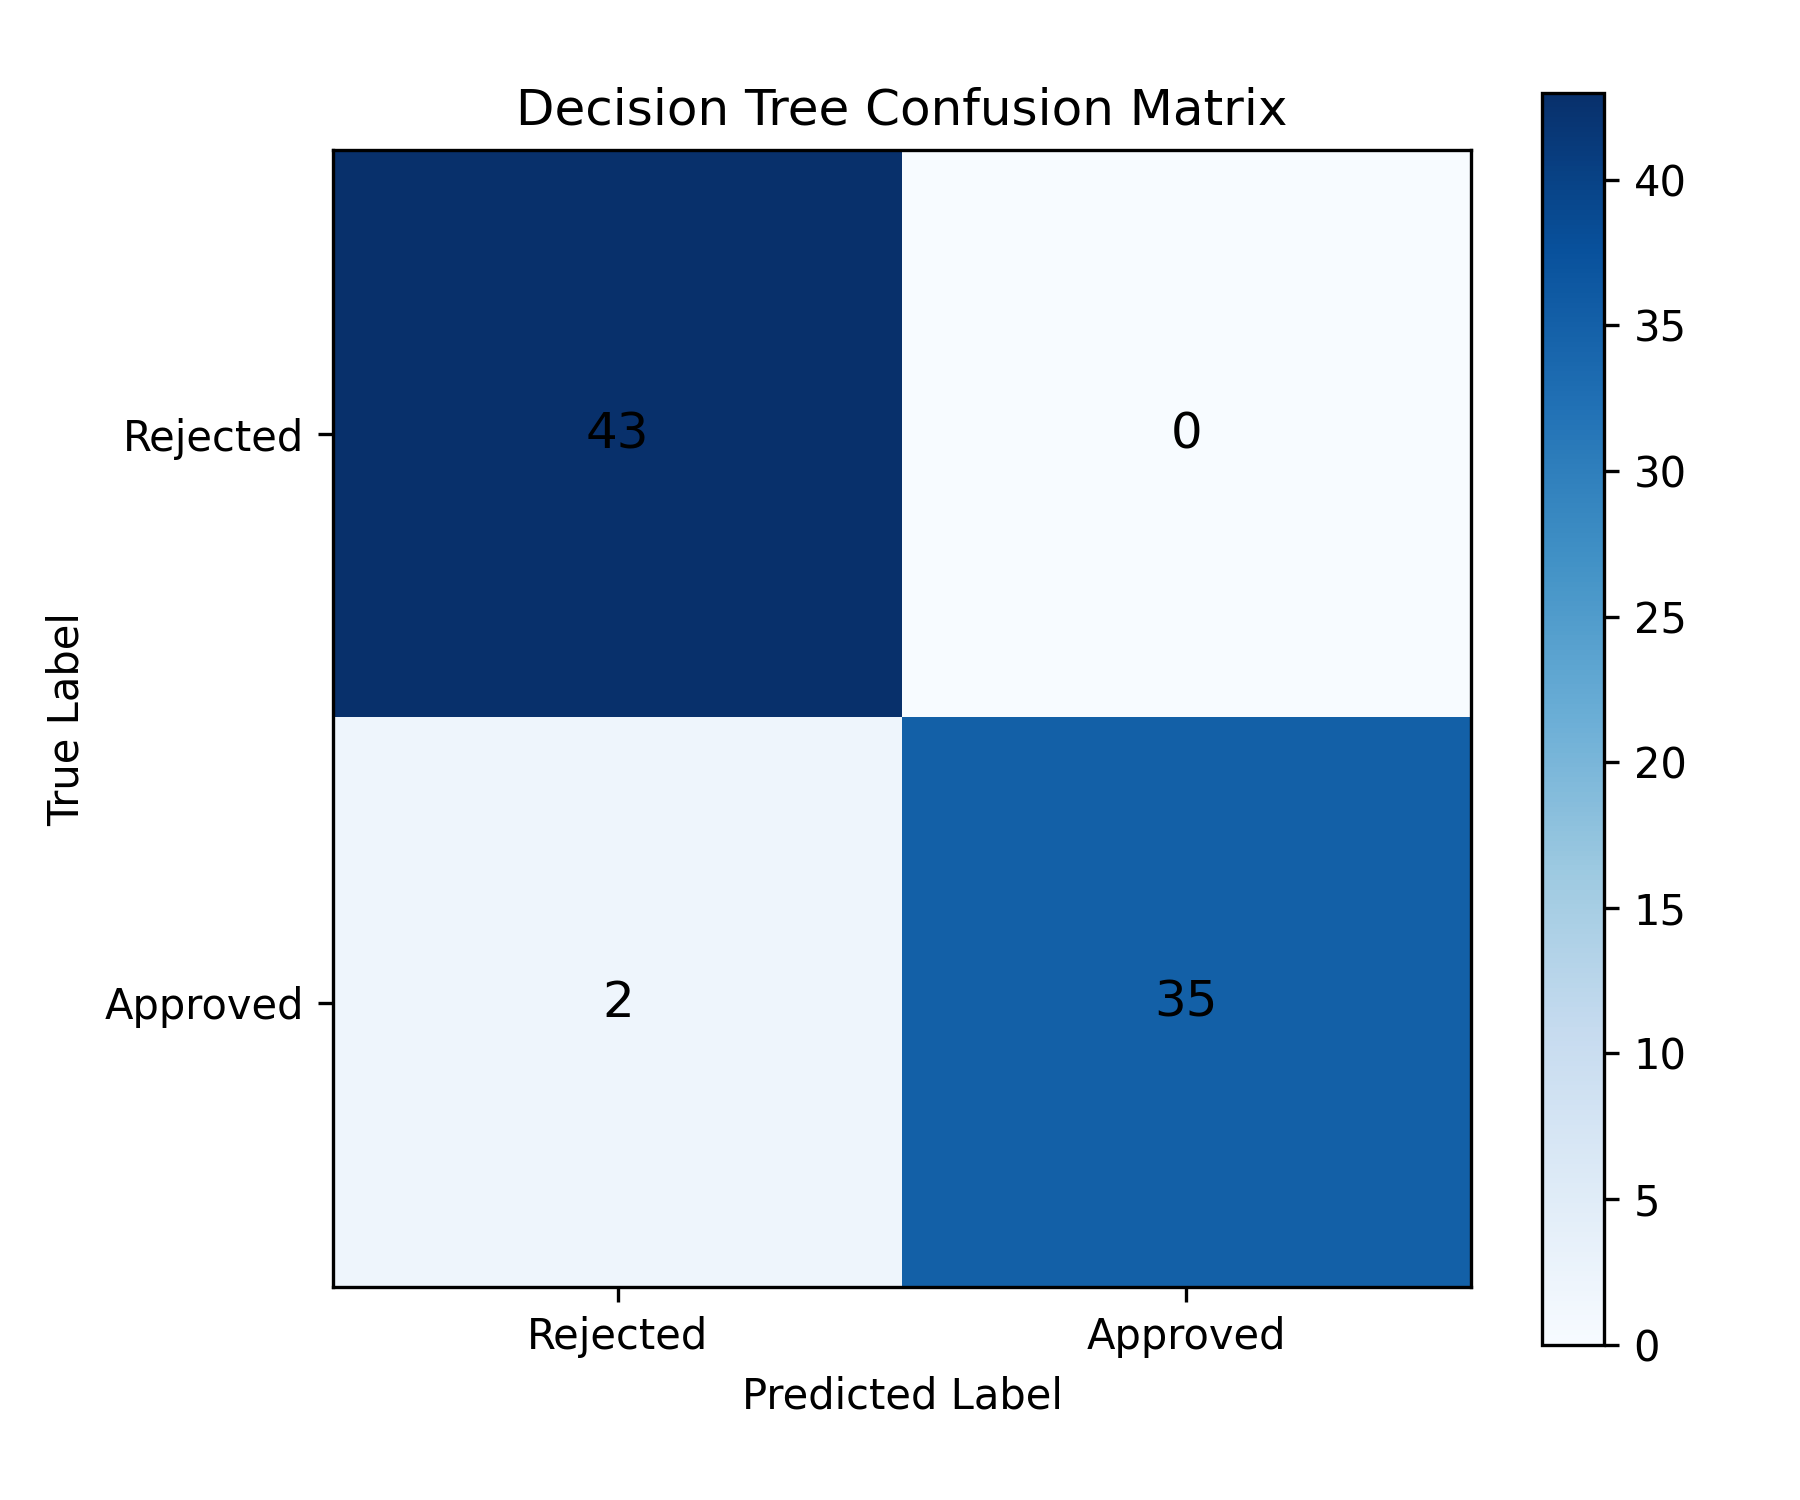 Decision Tree Confusion Matrix
True Label
Rejected
Approved
43
0
2
35
Rejected
Approved
Predicted Label
40
35
30
25
20
15
10
5
0